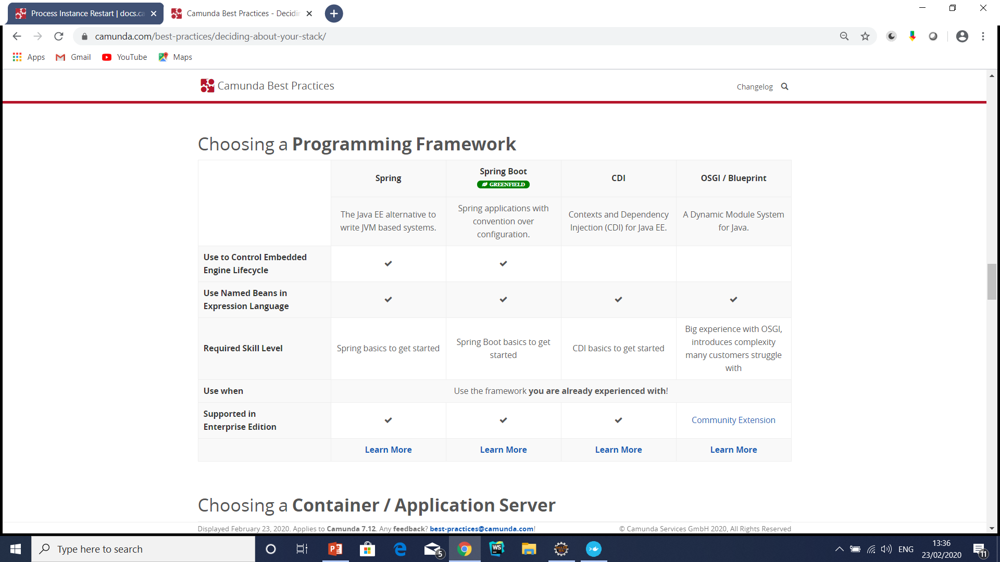 Process Instance Restart | docs.ca
Camunda Best Practices - Decidin
camunda.com/best-practices/deciding-about-your-stack/
Apps
Gmail
YouTube
Maps
Camunda Best Practices
Changelog
Choosing a Programming Framework
Spring
Spring Boot
GREENFIELD
CDI
OSGI / Blueprint
The Java EE alternative to
write JVM based systems.
Spring applications with
convention over
configuration.
Contexts and Dependency
Injection (CDI) for Java EE.
A Dynamic Module System
for Java.
Use to Control Embedded
Engine Lifecycle
Use Named Beans in
Expression Language
Required Skill Level
Spring basics to get started
Spring Boot basics to get
started
CDI basics to get started
Big experience with OSGI,
introduces complexity
many customers struggle
with
Use when
Use the framework you are already experienced with!
Supported in
Enterprise Edition
Community Extension
Learn More
Learn More
Learn More
Learn More
Choosing a Container / Application Server
Displayed February 23, 2020. Applies to Camunda 7.12. Any feedback? best-practices@camunda.com!
© Camunda Services GmbH 2020, All Rights Reserved
Type here to search
5
WS
ENG
13:36
23/02/2020
11